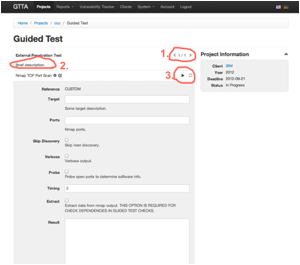 GTTA Projects Reports Vulnerability Tracker Clients System Account Logout
Home / Projects / / Guided Test
Guided Test
External Penetration Test
1.
1 / 1
Project Information
Brief description.
2.
Client IBM
Nmap TCP Port Scan
3.
Year 2012
Deadline 2012-09-21
Status In Progress
Reference CUSTOM
Target
Some target description.
Ports
Nmap ports.
Skip Discovery
Skip host discovery.
Verbose
Verbose output.
Probe
Probe open ports to determine software info.
Timing
Extract
Extract data from nmap output. THIS OPTION IS REQUIRED FOR
CHECK DEPENDENCIES IN GUIDED TEST CHECKS.
Result